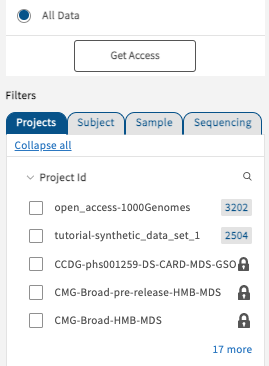 All Data
Get Access
Filters
Projects Subject Sample Sequencing
Collapse all
Project Id
open_access-1000Genomes 3202
tutorial-synthetic_data_set_1 2504
CCDG-phs001259-DS-CARD-MDS-GSO
CMG-Broad-pre-release-HMB-MDS
CMG-Broad-HMB-MDS
17 more